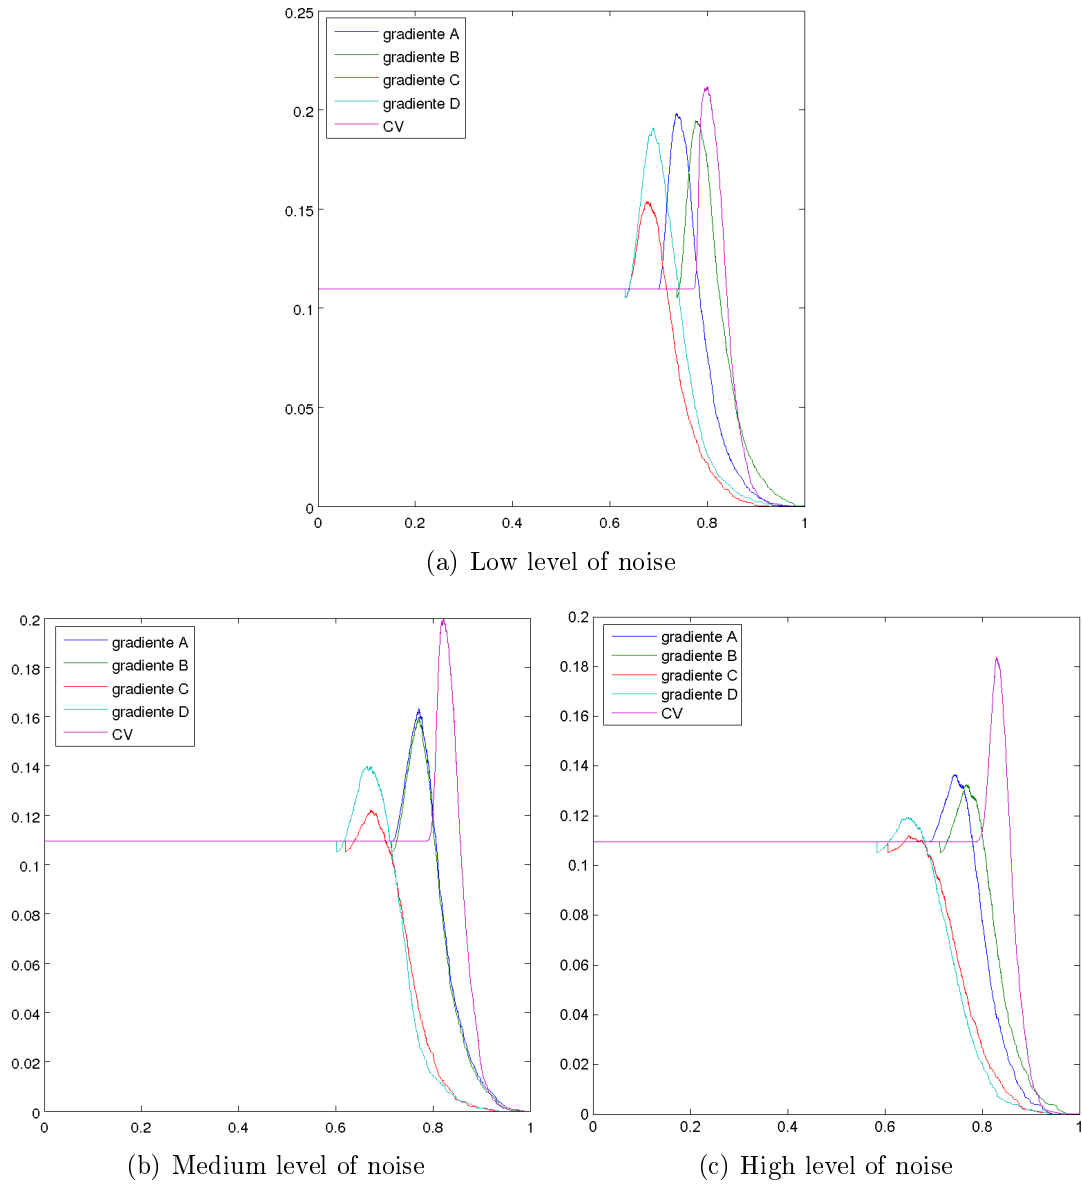 0.25
0.2
0.15
0.1
0.05
0
0 0.2 0.4 0.6 0.8 1
gradiente A
gradiente B
gradiente C
gradiente D
CV
(a) Low level of noise
0.2
0.18
0.16
0.14
0.12
0.1
0.08
0.06
0.04
0.02
0
0 0.2 0.4 0.6 0.8 1
gradiente A
gradiente B
gradiente C
gradiente D
CV
(b) Medium level of noise
0.2
0.18
0.16
0.14
0.12
0.1
0.08
0.06
0.04
0.02
0
0 0.2 0.4 0.6 0.8 1
gradiente A
gradiente B
gradiente C
gradiente D
CV
(c) High level of noise